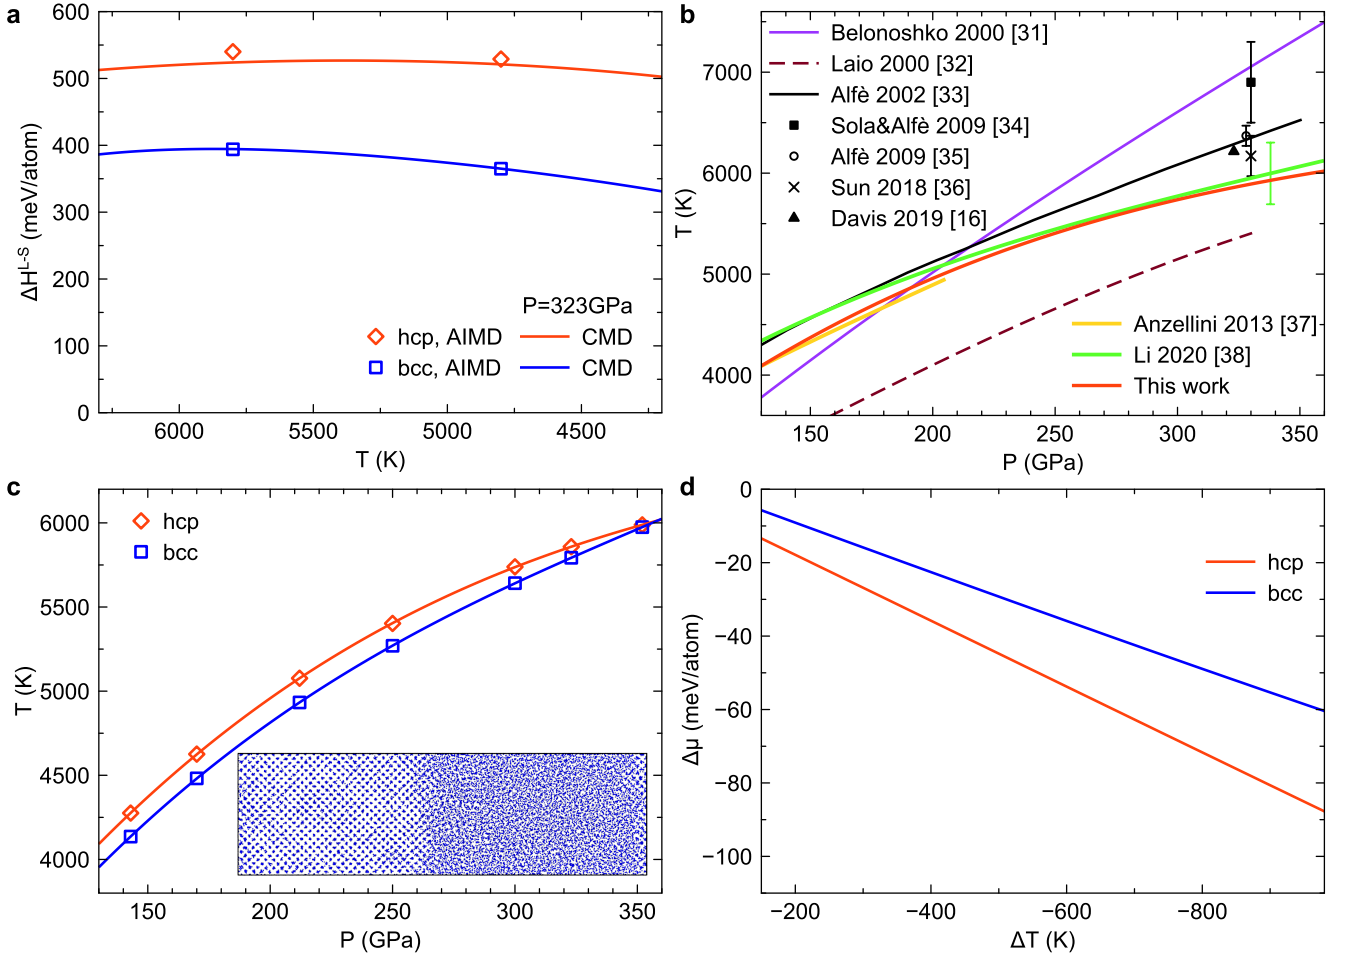 a
600
500
400
300
200
100
0
ΔH^L-S (meV/atom)
P=323GPa
hcp, AIMD CMD
bcc, AIMD CMD
6000 5500 5000 4500
T (K)
b
Belonoshko 2000 [31]
Laio 2000 [32]
Alfè 2002 [33]
Sola&Alfè 2009 [34]
Alfè 2009 [35]
Sun 2018 [36]
Davis 2019 [16]
7000
6000
5000
4000
T (K)
Anzellini 2013 [37]
Li 2020 [38]
This work
150 200 250 300 350
P (GPa)
c
hcp
bcc
6000
5500
5000
4500
4000
T (K)
150 200 250 300 350
P (GPa)
d
0
−20
−40
−60
−80
−100
Δμ (meV/atom)
hcp
bcc
−200 −400 −600 −800
ΔT (K)